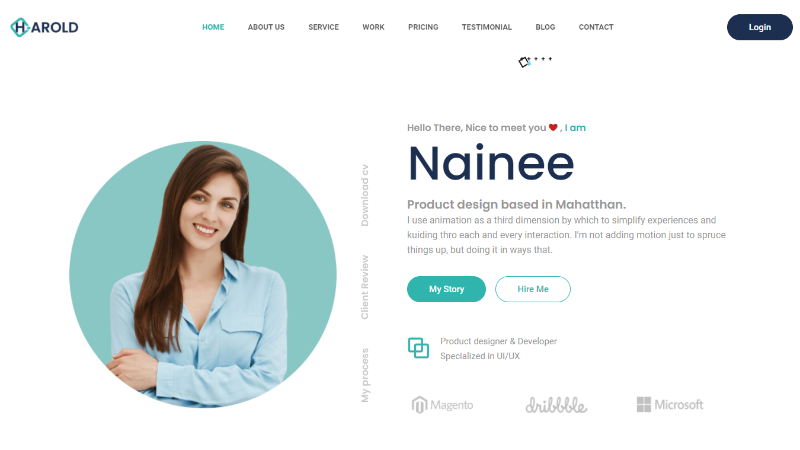 HAROLD
HOME ABOUT US SERVICE WORK PRICING TESTIMONIAL BLOG CONTACT
Login
Hello There, Nice to meet you , I am
Nainee
Product design based in Mahatthan.
I use animation as a third dimension by which to simplify experiences and
kuiding thro each and every interaction. I'm not adding motion just to spruce
things up, but doing it in ways that.
My Story
Hire Me
Product designer & Developer
Specialized in UI/UX
Magento
dribbble
Microsoft
Download cv
Client Review
My process